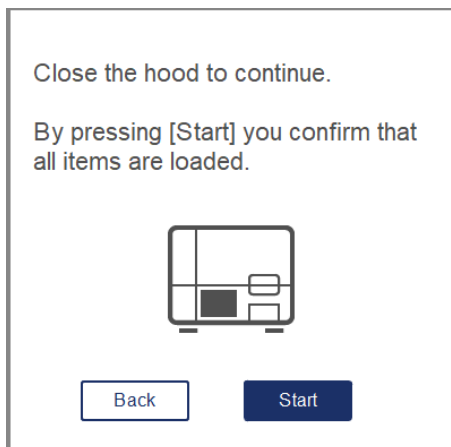 Close the hood to continue.
By pressing [Start] you confirm that
all items are loaded.
Back
Start